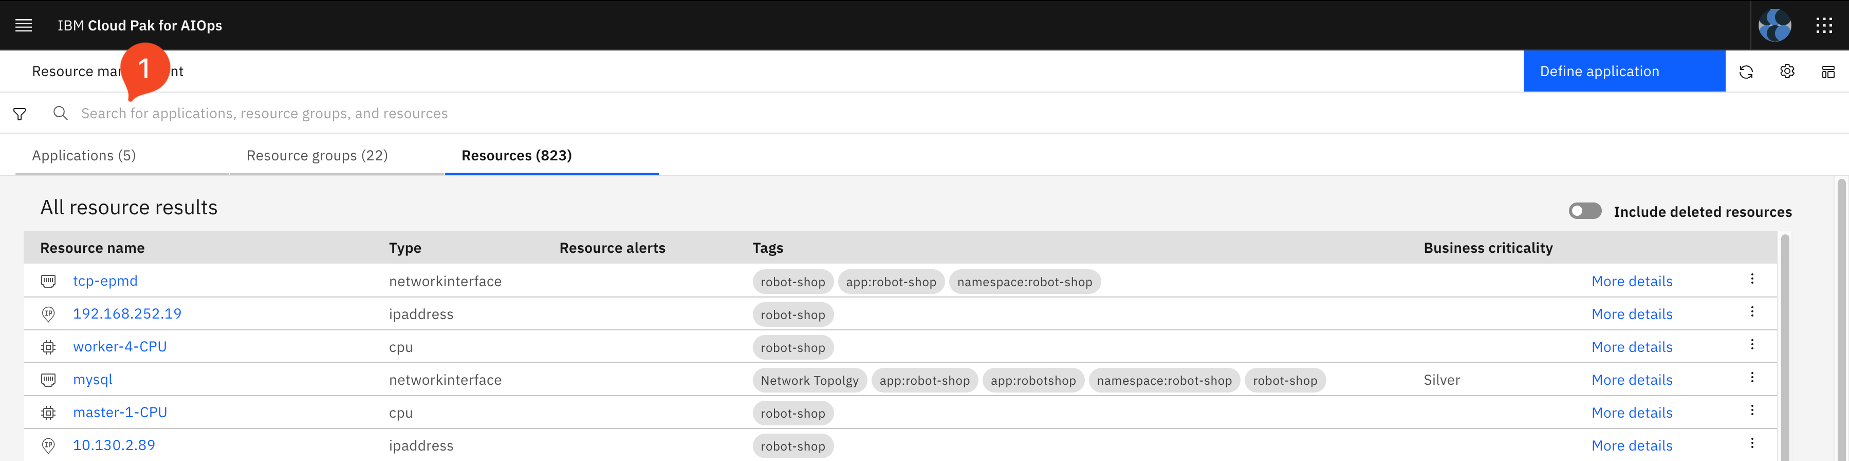 IBM Cloud Pak for AIOps
Resource mar nt
1
Define application
Search for applications, resource groups, and resources
Applications (5) Resource groups (22) Resources (823)
All resource results
Include deleted resources
Resource name Type Resource alerts Tags Business criticality
tcp-epmd networkinterface robot-shop app:robot-shop namespace:robot-shop More details
IP 192.168.252.19 ipaddress robot-shop More details
worker-4-CPU cpu robot-shop More details
mysql networkinterface Network Topolgy app:robot-shop app:robotshop namespace:robot-shop robot-shop Silver More details
master-1-CPU cpu robot-shop More details
IP 10.130.2.89 ipaddress robot-shop More details